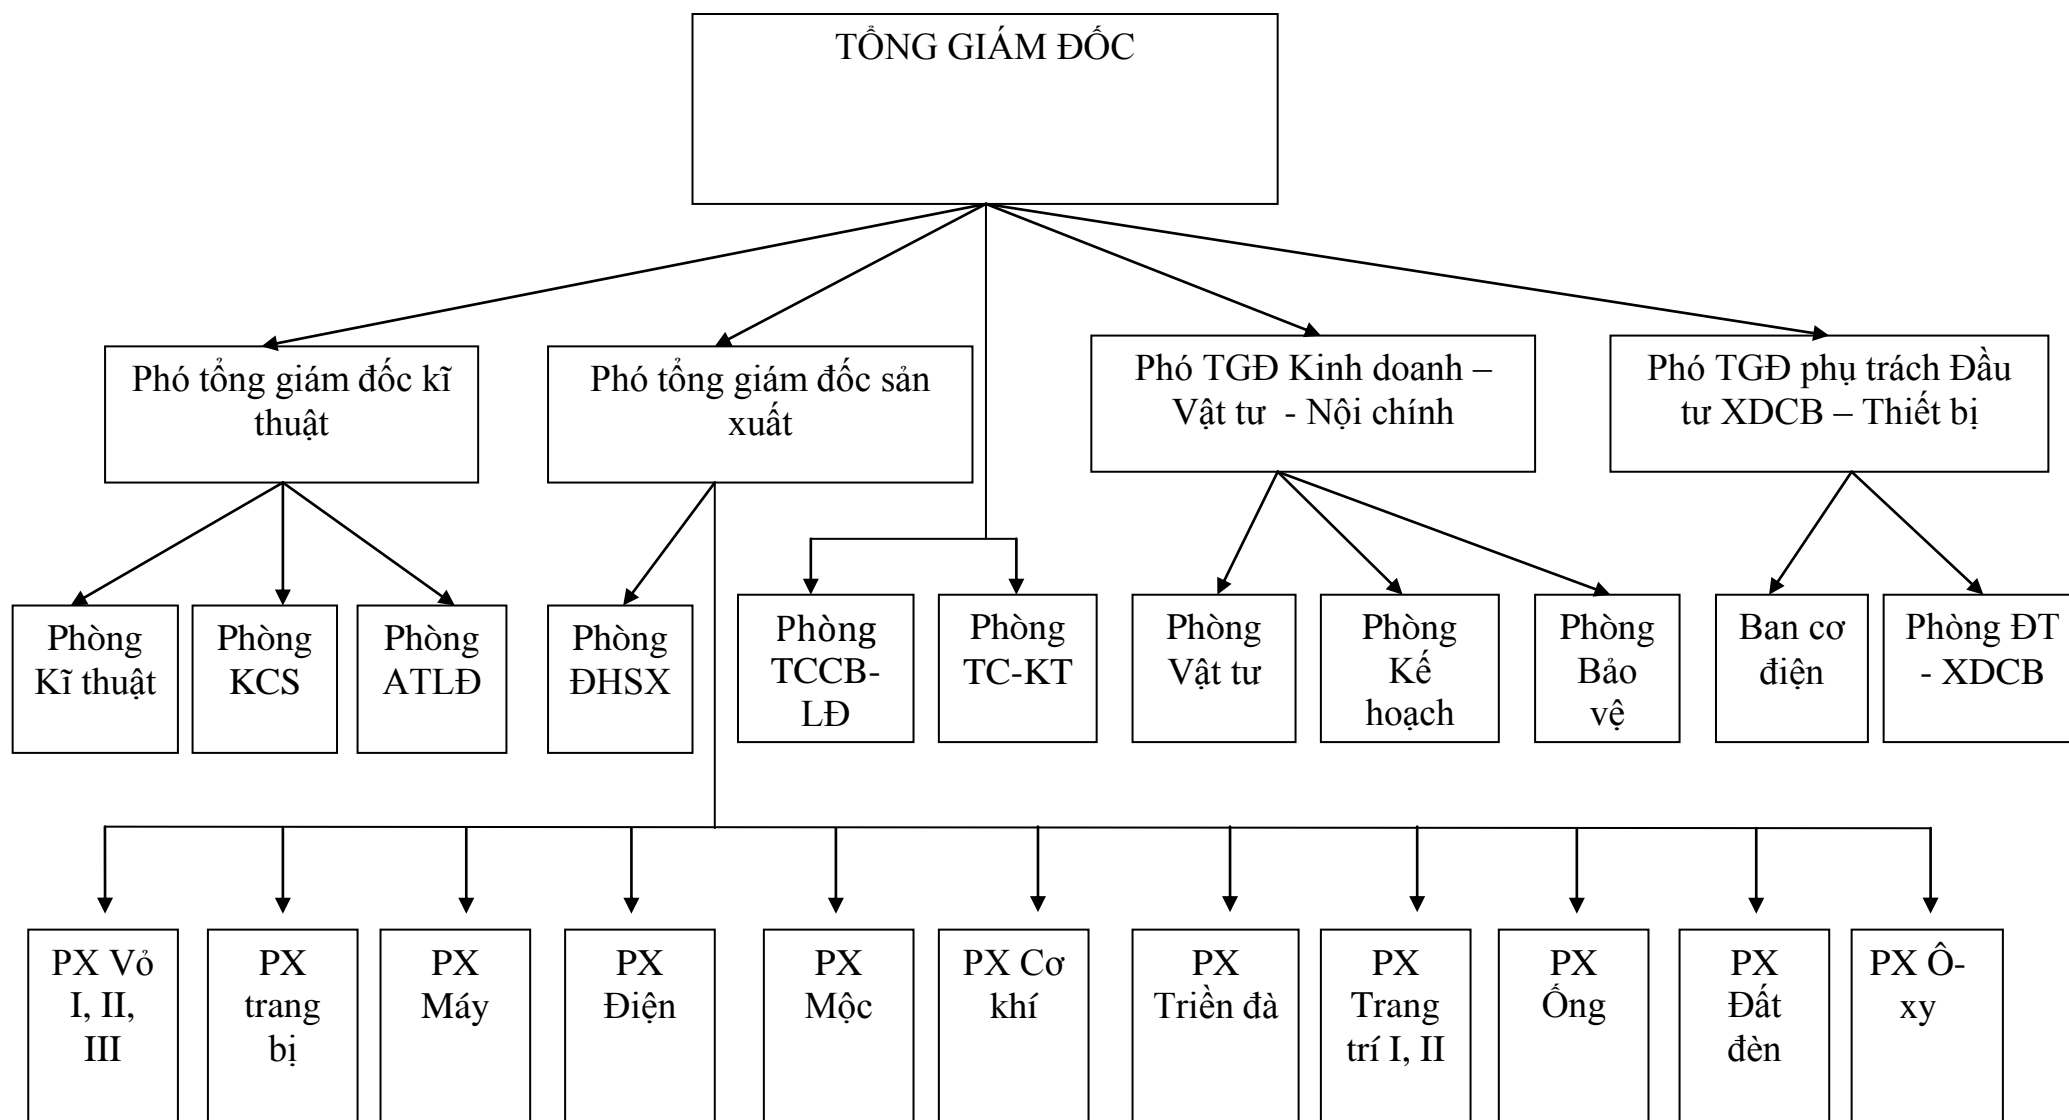 TỔNG GIÁM ĐỐC
Phó tổng giám đốc kĩ
thuật
Phó tổng giám đốc sản
xuất
Phó TGĐ Kinh doanh –
Vật tư - Nội chính
Phó TGĐ phụ trách Đầu
tư XDCB – Thiết bị
Phòng
Kĩ thuật
Phòng
KCS
Phòng
ATLĐ
Phòng
ĐHSX
Phòng
TCCB-
LĐ
Phòng
TC-KT
Phòng
Vật tư
Phòng
Kế
hoạch
Phòng
Bảo
vệ
Ban cơ
điện
Phòng ĐT
- XDCB
PX Vỏ
I, II,
III
PX
trang
bị
PX
Máy
PX
Điện
PX
Mộc
PX Cơ
khí
PX
Triền đà
PX
Trang
trí I, II
PX
Ống
PX
Đất
đèn
PX Ô-
xy